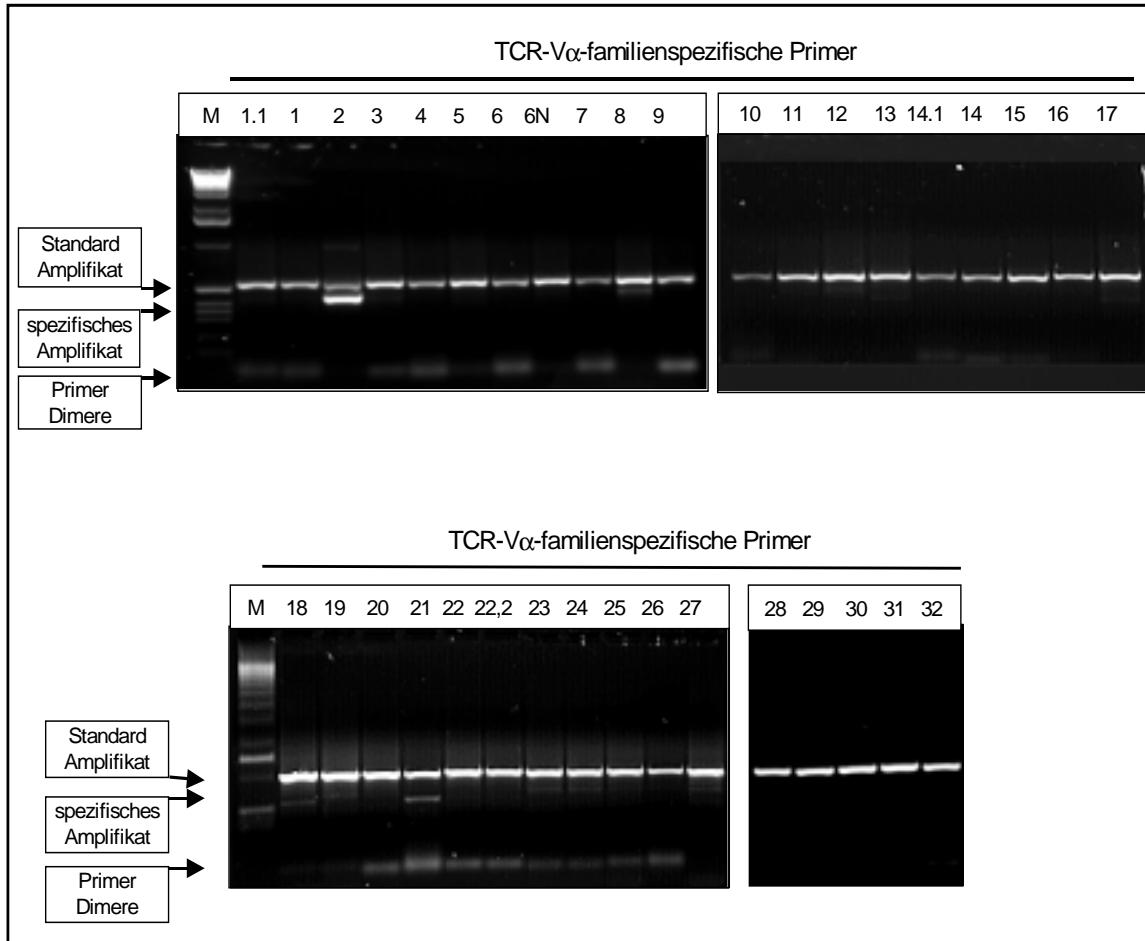 TCR-Vα-familienspezifische Primer
M 1.1 1 2 3 4 5 6 6N 7 8 9
10 11 12 13 14.1 14 15 16 17
Standard
Amplifikat
spezifisches
Amplifikat
Primer
Dimere
TCR-Vα-familienspezifische Primer
M 18 19 20 21 22 22,2 23 24 25 26 27
28 29 30 31 32
Standard
Amplifikat
spezifisches
Amplifikat
Primer
Dimere